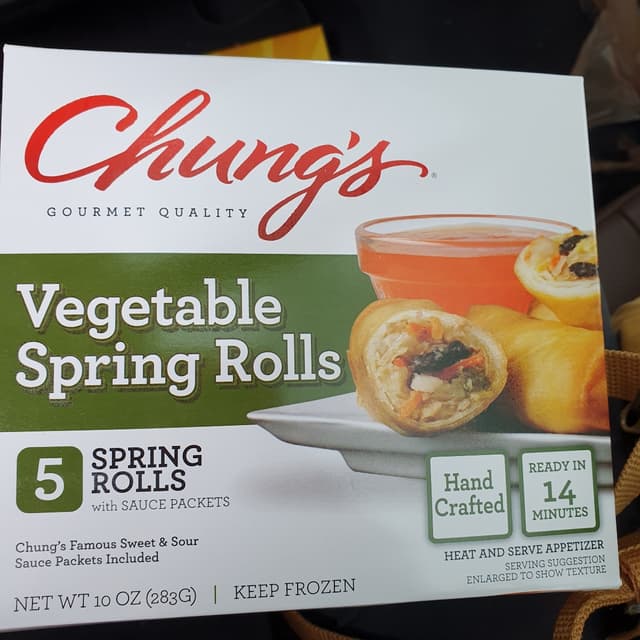 Chung's®
GOURMET QUALITY
Vegetable
Spring Rolls
5 SPRING
ROLLS
with SAUCE PACKETS
Chung's Famous Sweet & Sour
Sauce Packets Included
NET WT 10 OZ (283G) | KEEP FROZEN
Hand
Crafted
READY IN
14
MINUTES
HEAT AND SERVE APPETIZER
SERVING SUGGESTION
ENLARGED TO SHOW TEXTURE